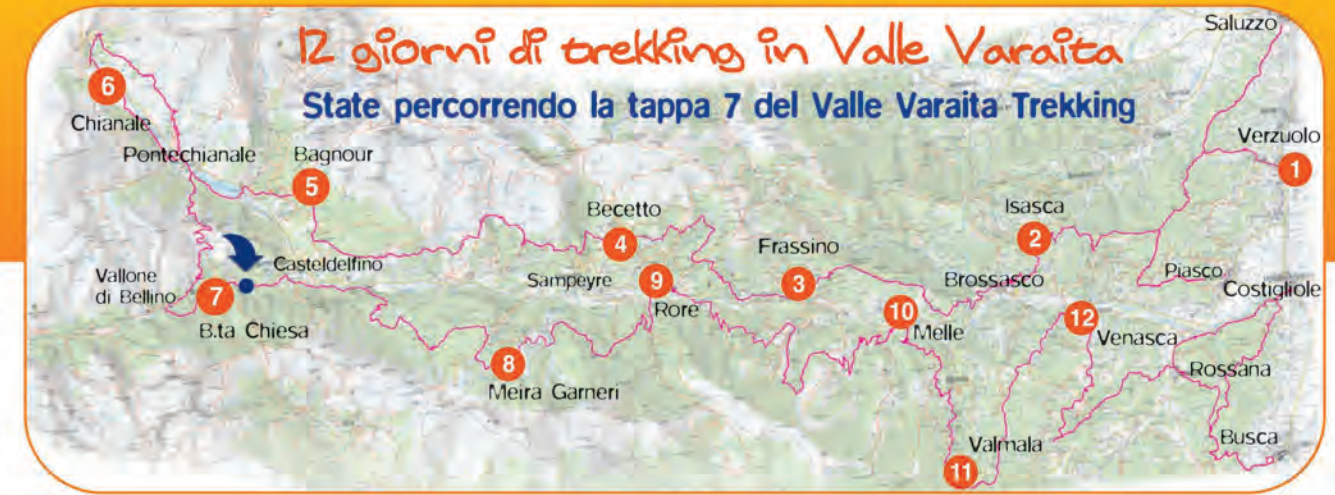 12 giorni di trekking in Valle Varaita
State percorrendo la tappa 7 del Valle Varaita Trekking
Saluzzo
6
Chianale
Verzuolo
1
Pontechianale
Bagnour
5
Becetto
4
Isasca
2
Frassino
3
Casteldelfino
Sampeyre
9
Rore
Brossasco
Piasco
Costigliole
Vallone
di Bellino
7
B.ta Chiesa
10
Melle
12
Venasca
8
Meira Garneri
Rossana
Valmala
11
Busca